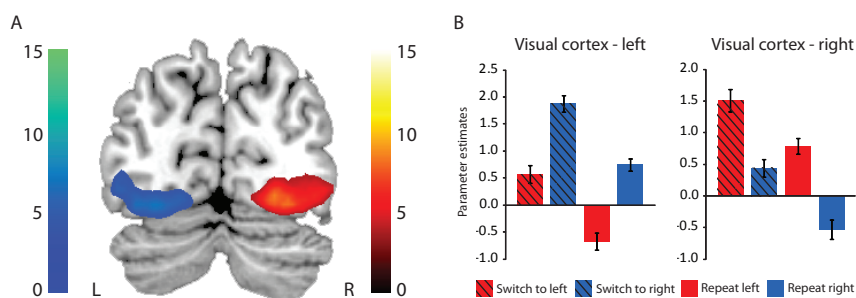 A
B
15
10
5
0
L
R
15
10
5
0
Visual cortex - left
Visual cortex - right
Parameter estimates
2.5
2.0
1.5
1.0
0.5
0.0
-0.5
-1.0
2.0
1.5
1.0
0.5
0.0
-0.5
-1.0
Switch to left
Switch to right
Repeat left
Repeat right